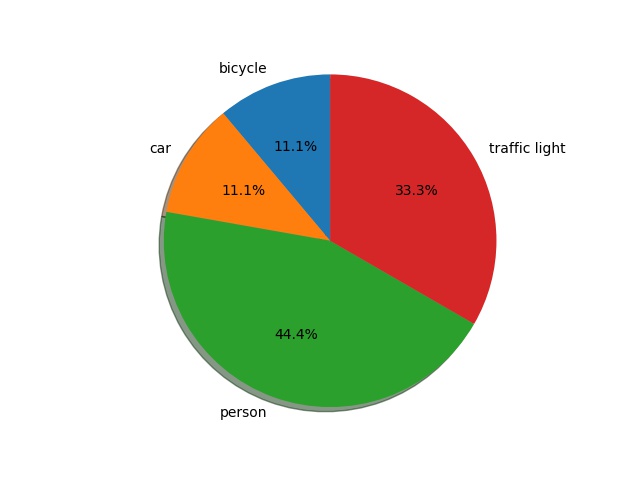 bicycle
11.1%
car
11.1%
traffic light
33.3%
44.4%
person